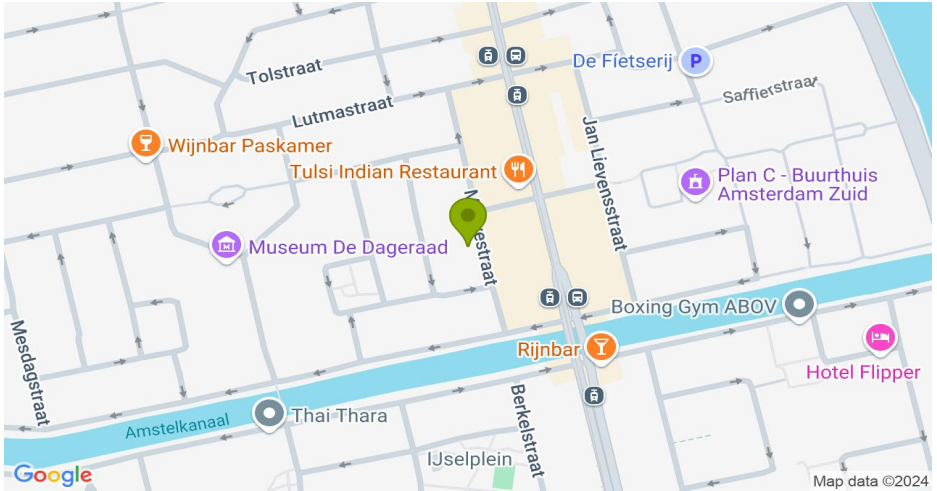 Tolstraat
De Fietserij
P
Saffierstraat
Lutmastraat
Wijnbar Paskamer
Jan Lievensstraat
Tulsi Indian Restaurant
Plan C - Buurthuis
Amsterdam Zuid
Museum De Dageraad
Boxing Gym ABOV
Mesdagstraat
Rijnbar
Hotel Flipper
Thai Thara
Amstelkanaal
Berkelstraat
IJselplein
Google
Map data ©2024